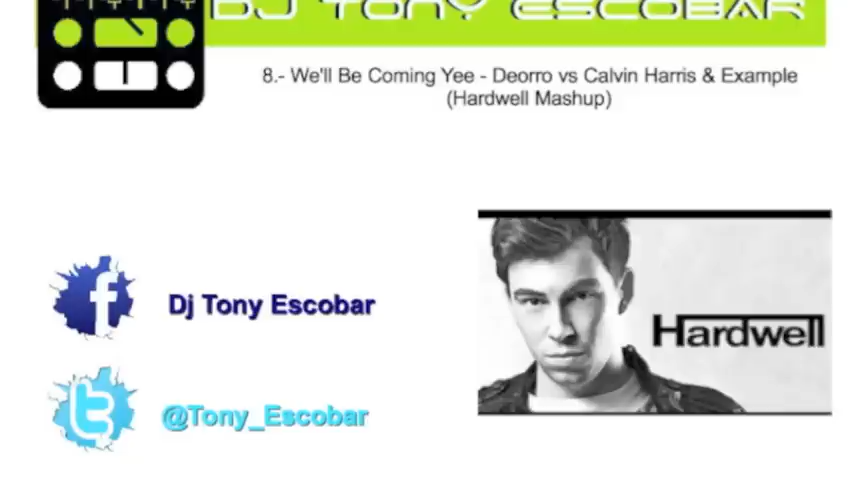 DJ TONY ESCOBAR
8.- We'll Be Coming Yee - Deorro vs Calvin Harris & Example
(Hardwell Mashup)
Hardwell
Dj Tony Escobar
@Tony_Escobar